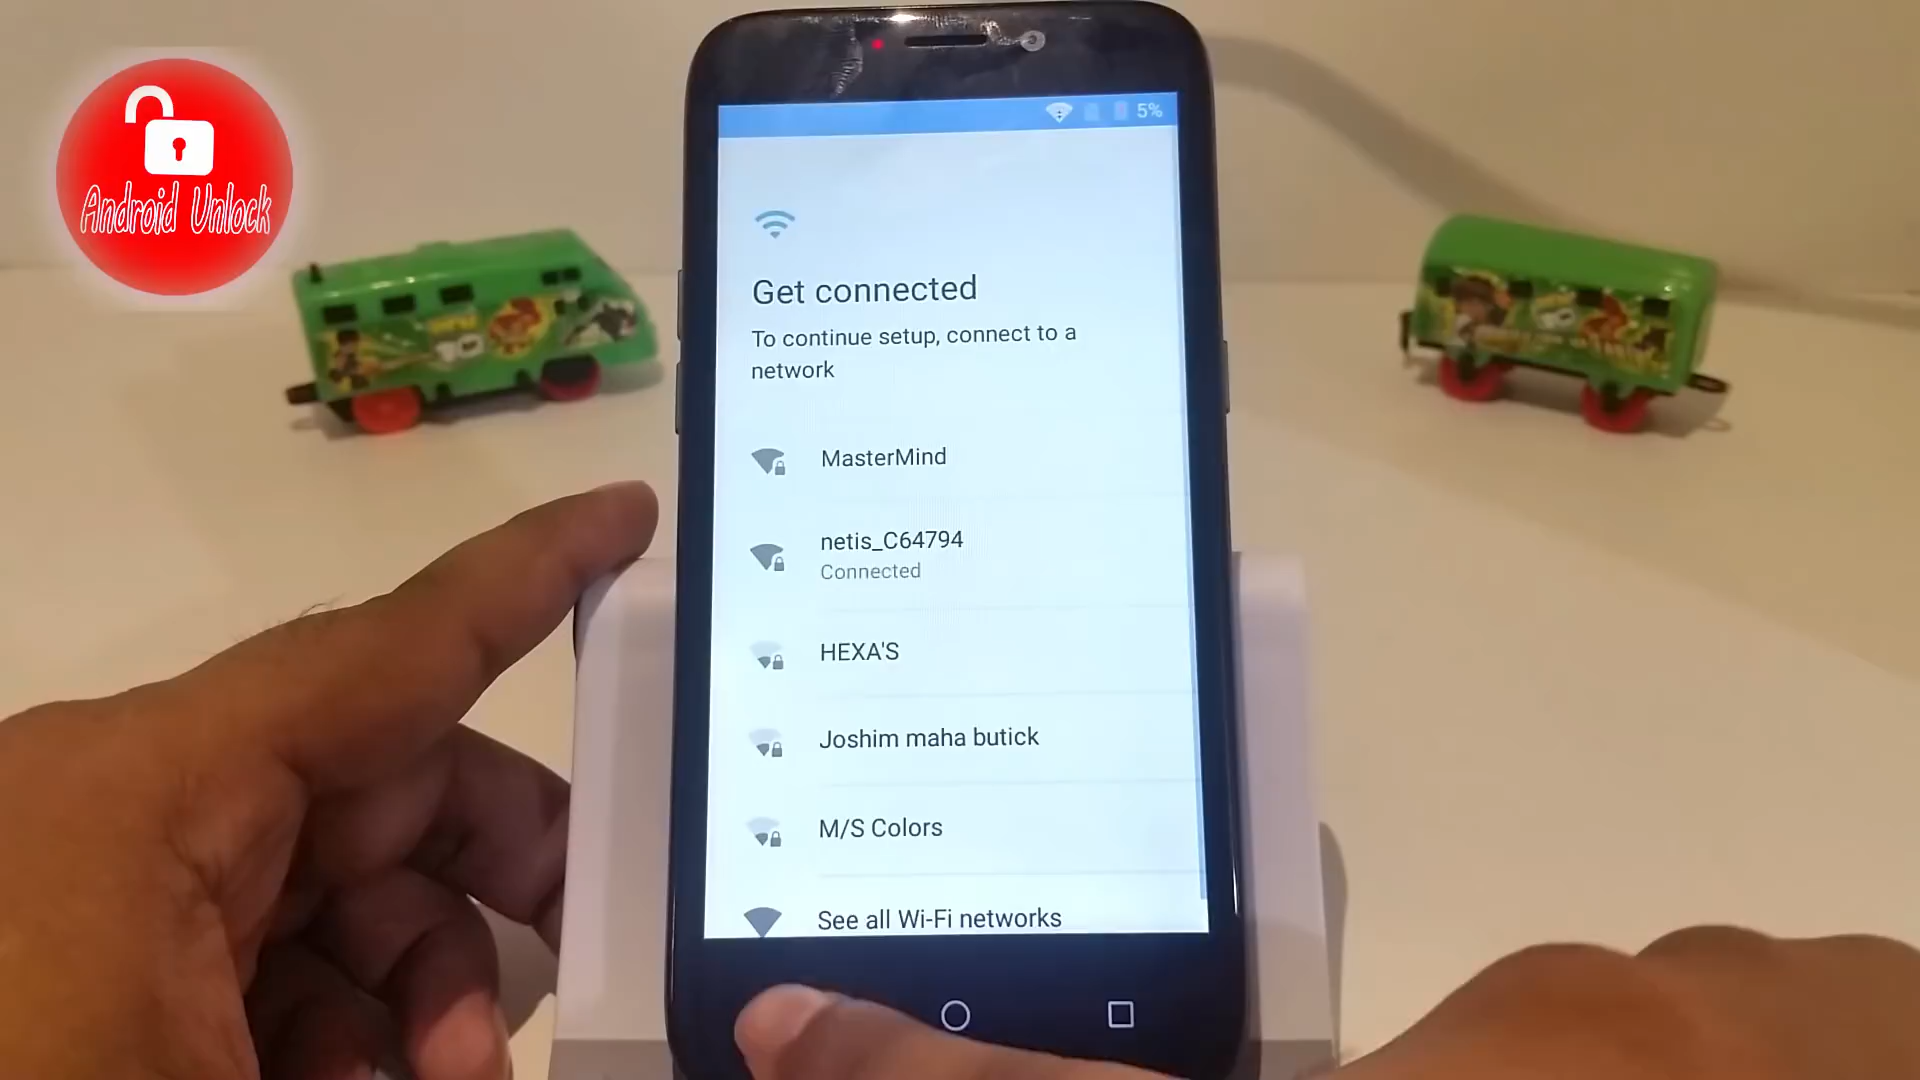 Android Unlock
5%
Get connected
To continue setup, connect to a
network
MasterMind
netis_C64794
Connected
HEXA'S
Joshim maha butick
M/S Colors
See all Wi-Fi networks